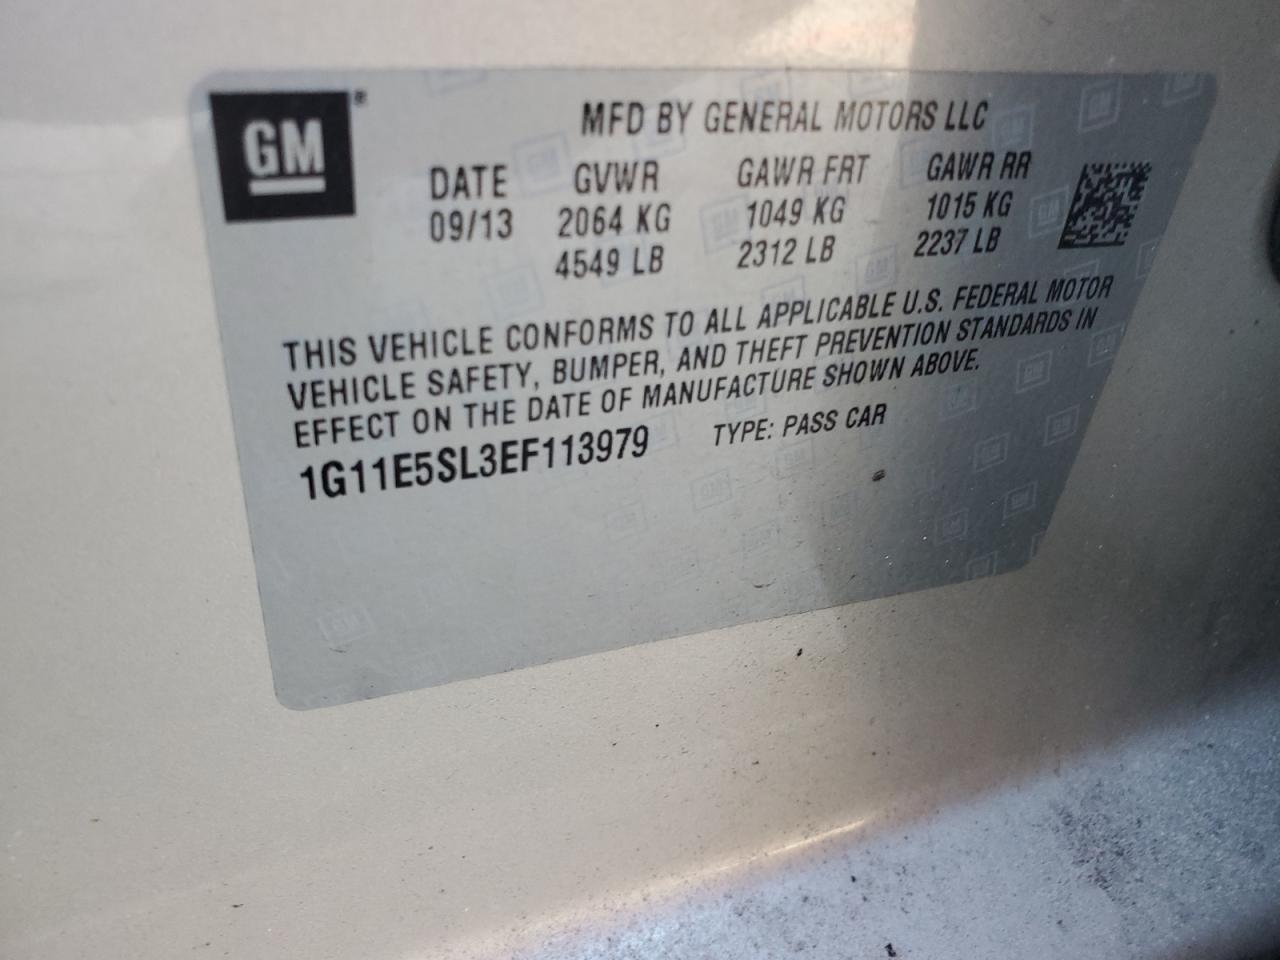 GM ®
MFD BY GENERAL MOTORS LLC
DATE GVWR GAWR FRT GAWR RR
09/13 2064 KG 1049 KG 1015 KG
4549 LB 2312 LB 2237 LB
THIS VEHICLE CONFORMS TO ALL APPLICABLE U.S. FEDERAL MOTOR
VEHICLE SAFETY, BUMPER, AND THEFT PREVENTION STANDARDS IN
EFFECT ON THE DATE OF MANUFACTURE SHOWN ABOVE.
1G11E5SL3EF113979 TYPE: PASS CAR